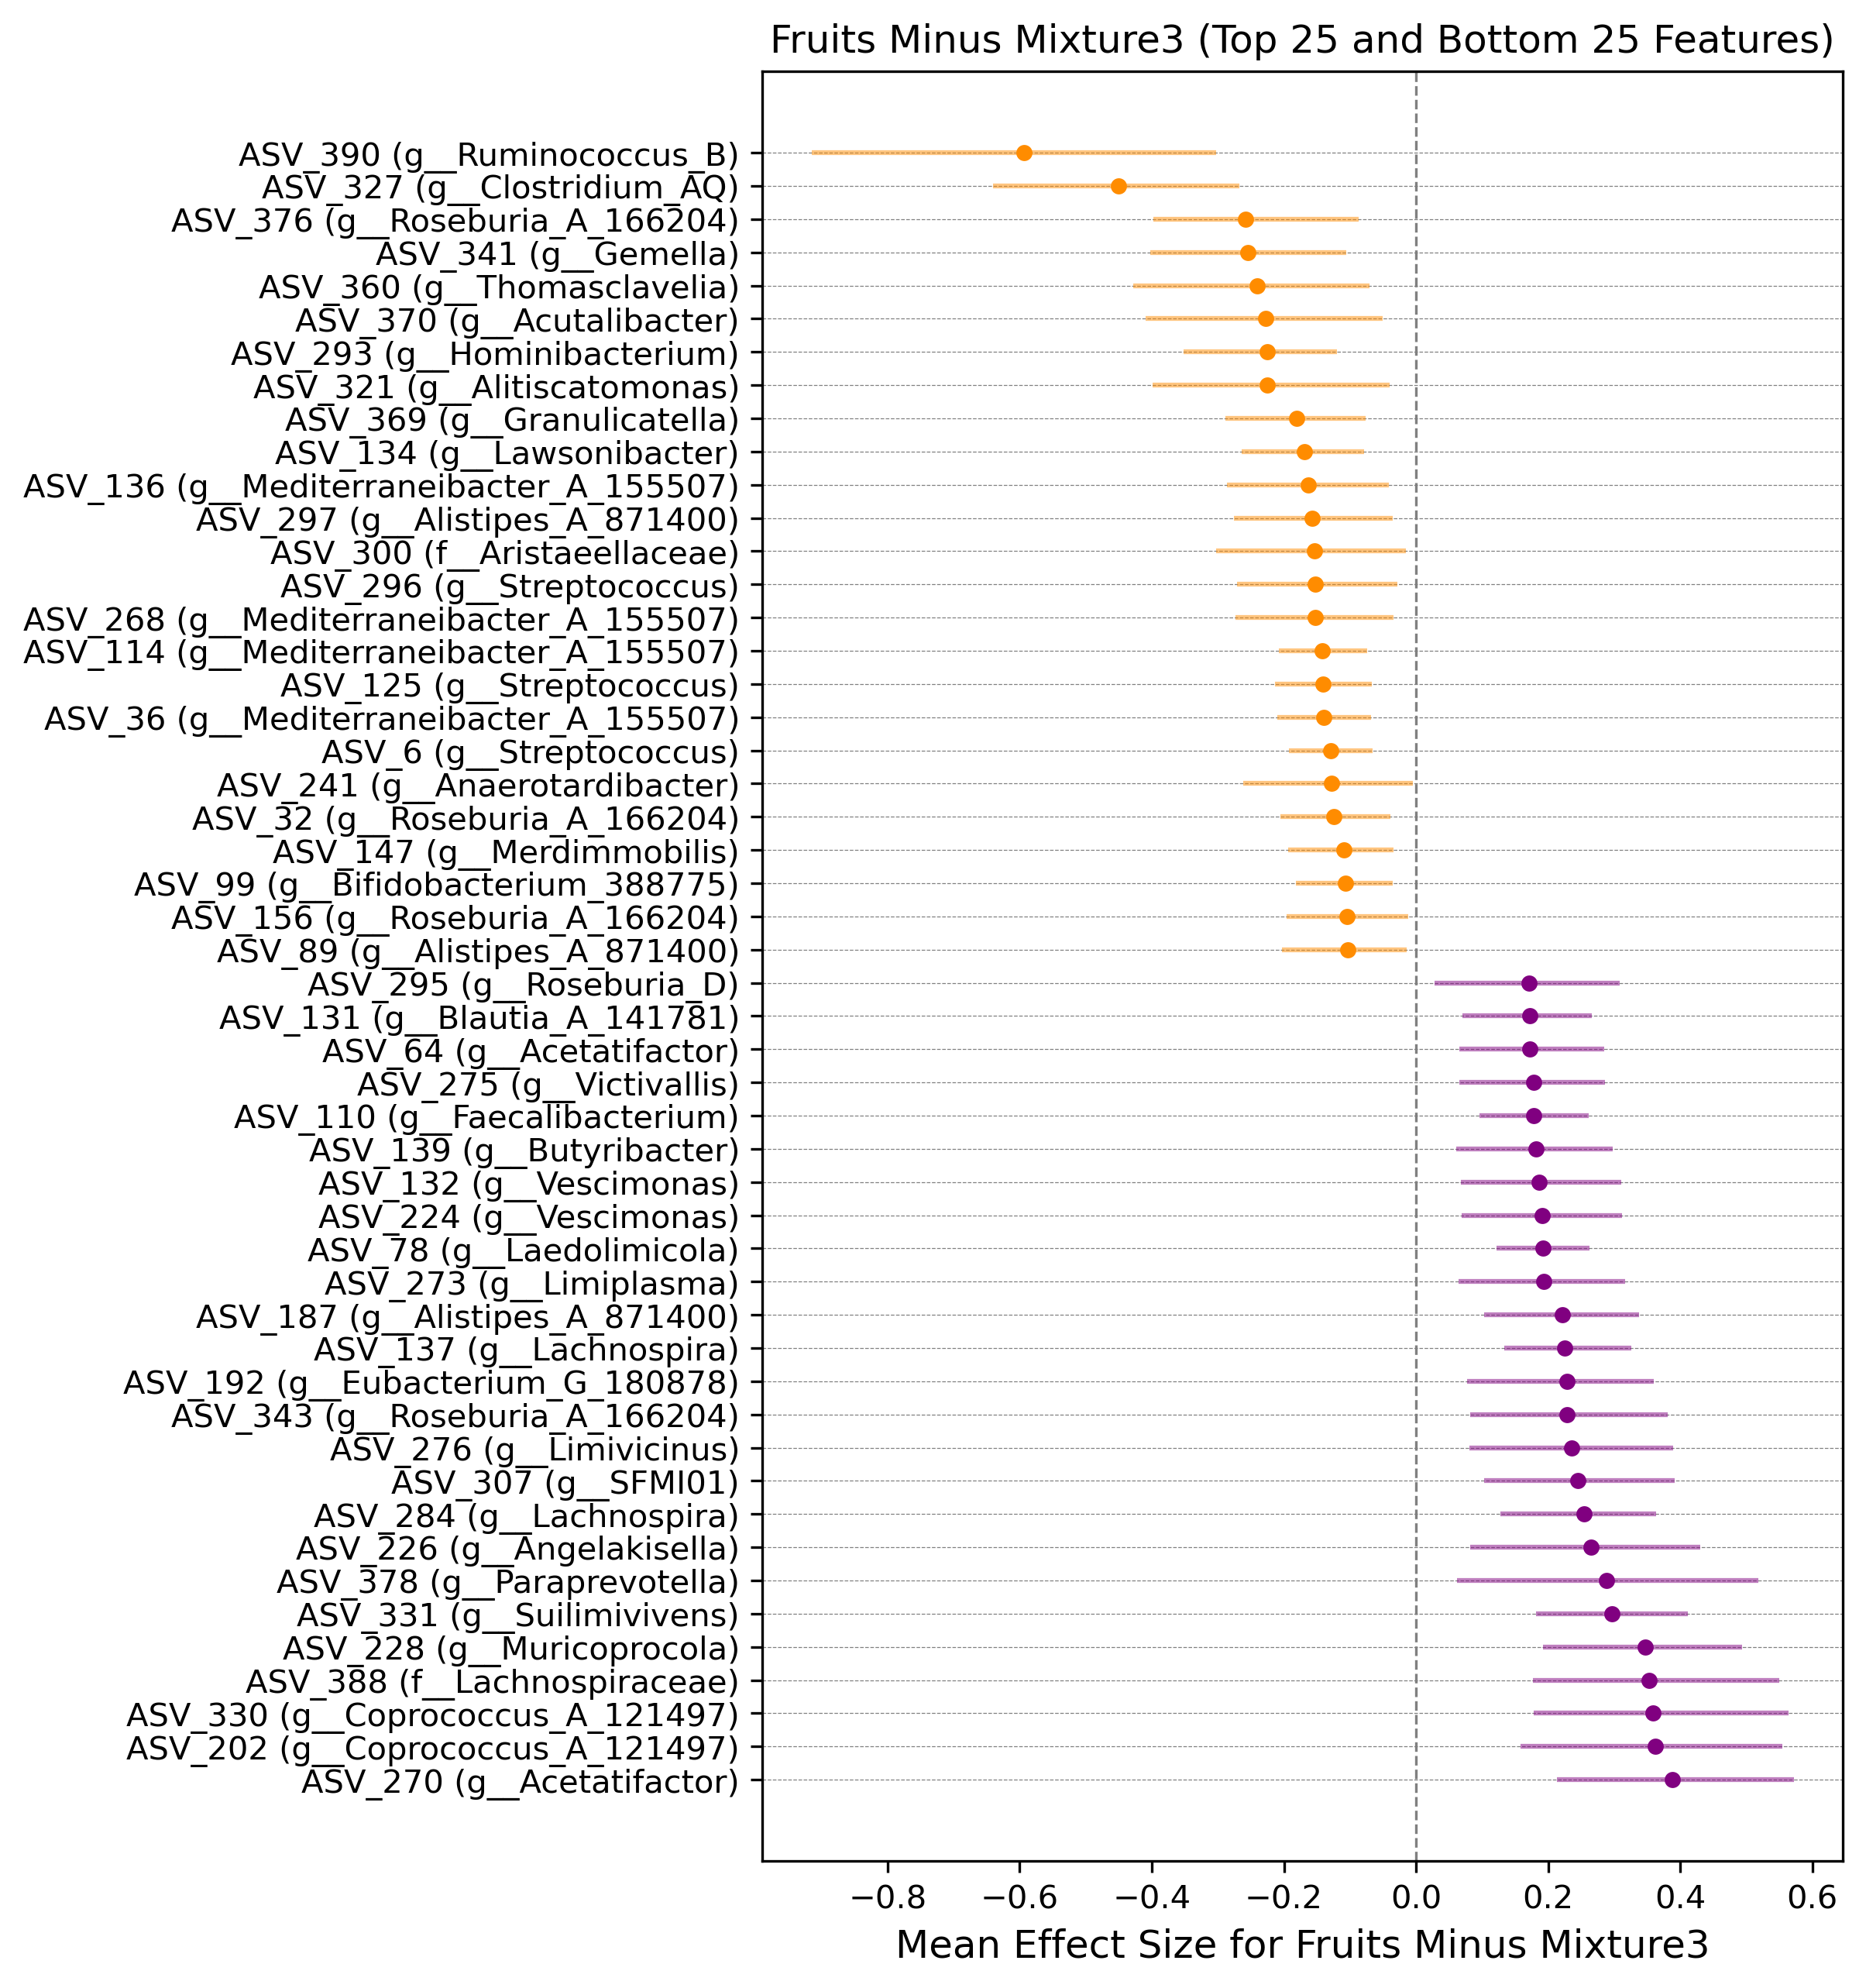 Fruits Minus Mixture3 (Top 25 and Bottom 25 Features)
ASV_390 (g__Ruminococcus_B)
ASV_327 (g__Clostridium_AQ)
ASV_376 (g__Roseburia_A_166204)
ASV_341 (g__Gemella)
ASV_360 (g__Thomasclavelia)
ASV_370 (g__Acutalibacter)
ASV_293 (g__Hominibacterium)
ASV_321 (g__Alitiscatomonas)
ASV_369 (g__Granulicatella)
ASV_134 (g__Lawsonibacter)
ASV_136 (g__Mediterraneibacter_A_155507)
ASV_297 (g__Alistipes_A_871400)
ASV_300 (f__Aristaeellaceae)
ASV_296 (g__Streptococcus)
ASV_268 (g__Mediterraneibacter_A_155507)
ASV_114 (g__Mediterraneibacter_A_155507)
ASV_125 (g__Streptococcus)
ASV_36 (g__Mediterraneibacter_A_155507)
ASV_6 (g__Streptococcus)
ASV_241 (g__Anaerotardibacter)
ASV_32 (g__Roseburia_A_166204)
ASV_147 (g__Merdimmobilis)
ASV_99 (g__Bifidobacterium_388775)
ASV_156 (g__Roseburia_A_166204)
ASV_89 (g__Alistipes_A_871400)
ASV_295 (g__Roseburia_D)
ASV_131 (g__Blautia_A_141781)
ASV_64 (g__Acetatifactor)
ASV_275 (g__Victivallis)
ASV_110 (g__Faecalibacterium)
ASV_139 (g__Butyribacter)
ASV_132 (g__Vescimonas)
ASV_224 (g__Vescimonas)
ASV_78 (g__Laedolimicola)
ASV_273 (g__Limiplasma)
ASV_187 (g__Alistipes_A_871400)
ASV_137 (g__Lachnospira)
ASV_192 (g__Eubacterium_G_180878)
ASV_343 (g__Roseburia_A_166204)
ASV_276 (g__Limivicinus)
ASV_307 (g__SFMI01)
ASV_284 (g__Lachnospira)
ASV_226 (g__Angelakisella)
ASV_378 (g__Paraprevotella)
ASV_331 (g__Suilimivivens)
ASV_228 (g__Muricoprocola)
ASV_388 (f__Lachnospiraceae)
ASV_330 (g__Coprococcus_A_121497)
ASV_202 (g__Coprococcus_A_121497)
ASV_270 (g__Acetatifactor)
−0.8 −0.6 −0.4 −0.2 0.0 0.2 0.4 0.6
Mean Effect Size for Fruits Minus Mixture3